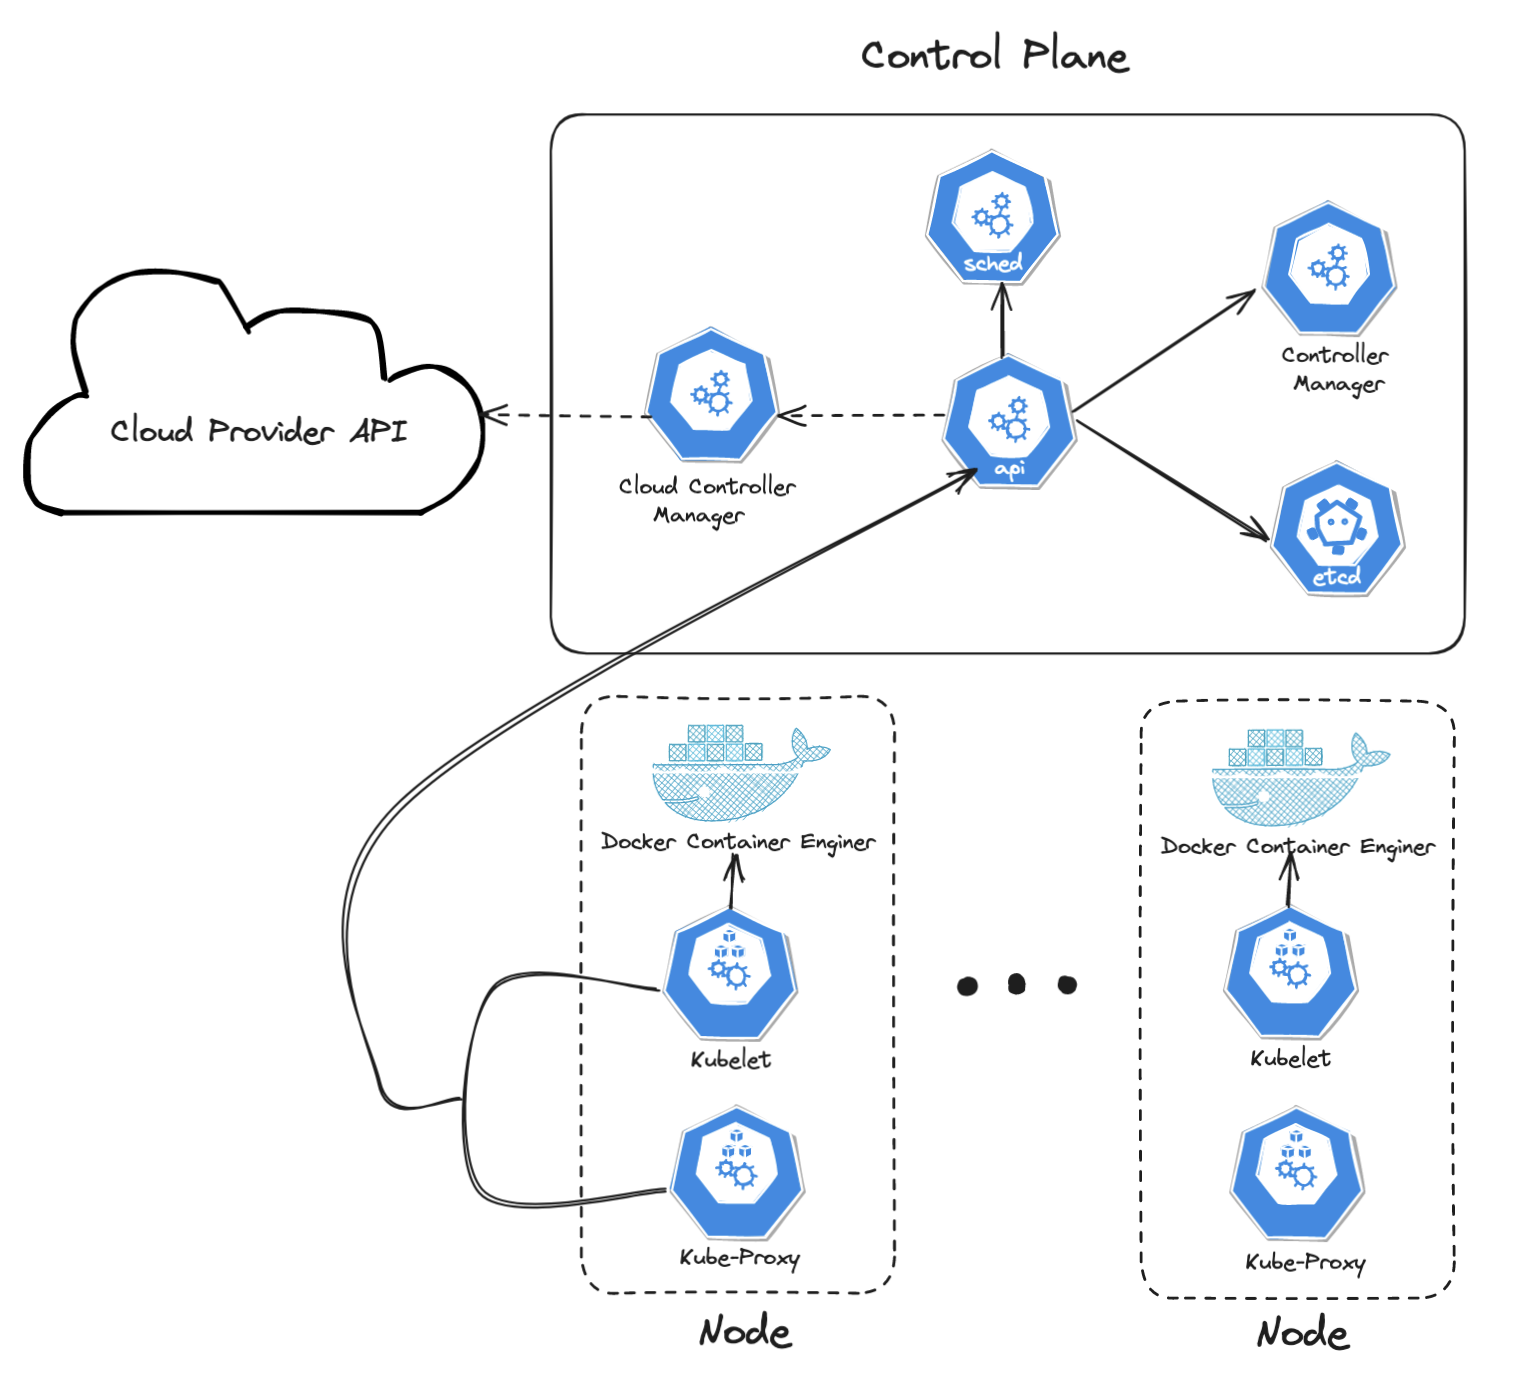 Control Plane
sched
Controller
Manager
Cloud Provider API
Cloud Controller
Manager
api
etcd
Docker Container Enginer
Docker Container Enginer
Kubelet
Kubelet
Kube-Proxy
Kube-Proxy
Node
Node